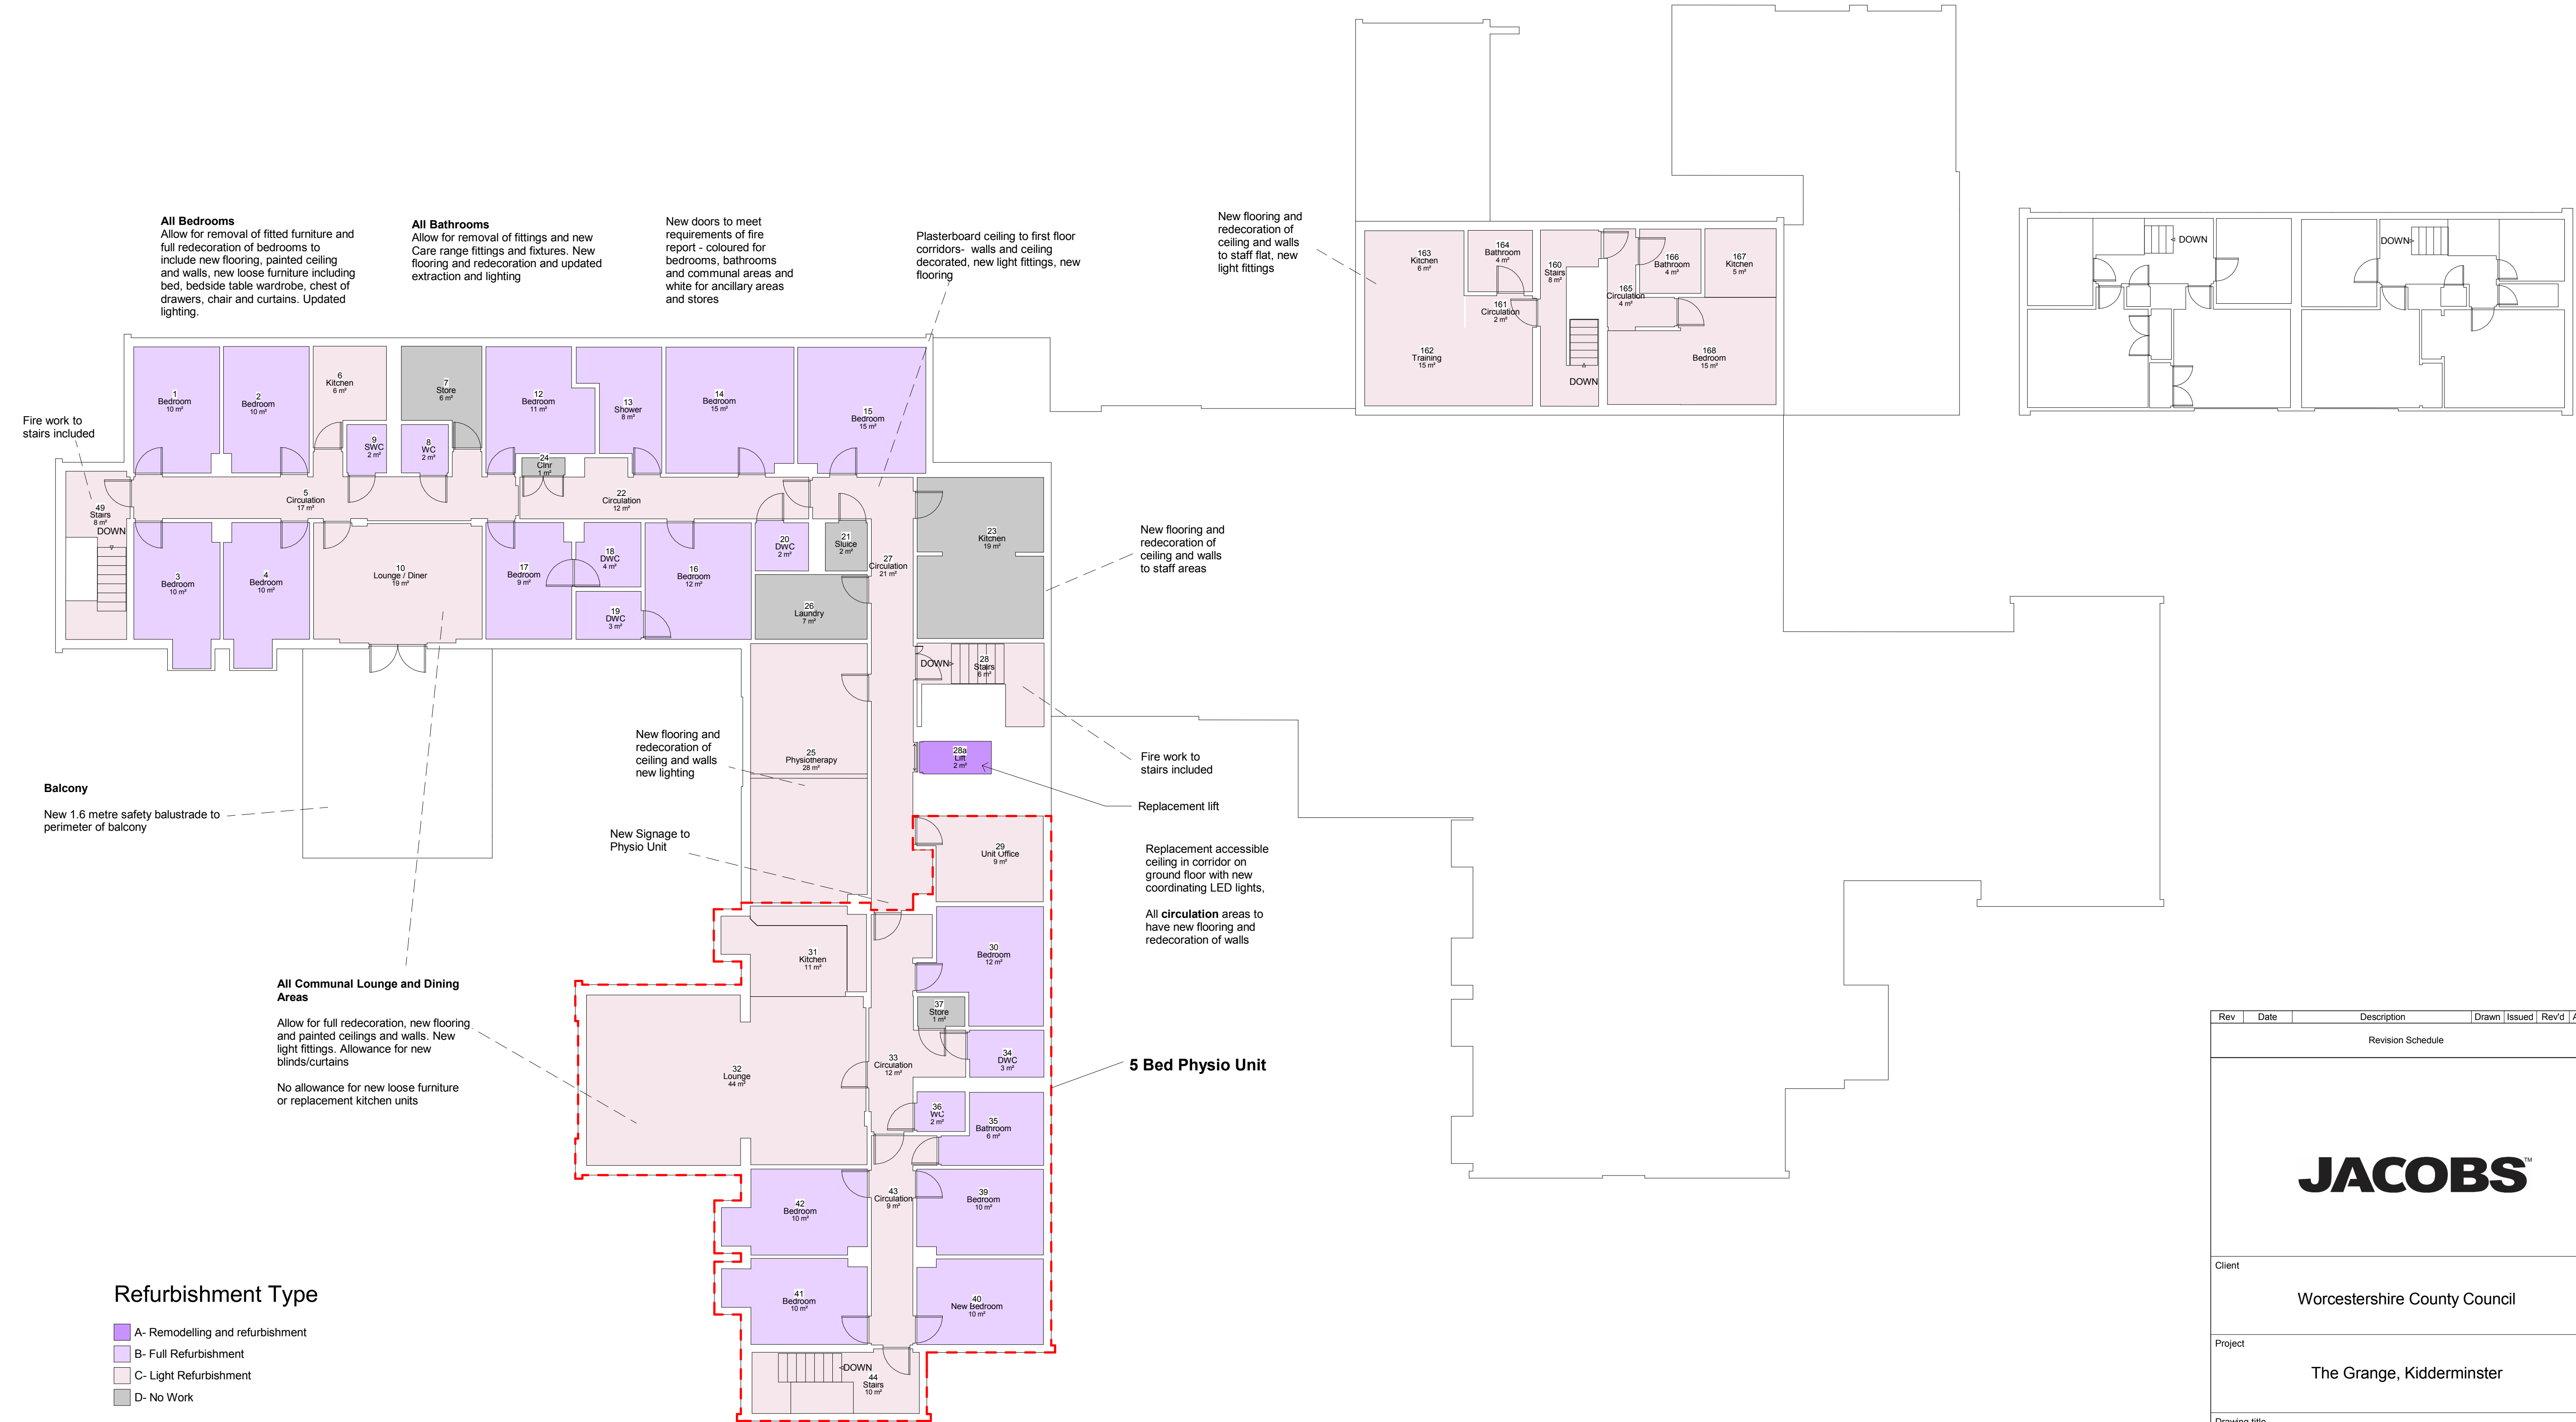 All Bedrooms
Allow for removal of fitted furniture and
full redecoration of bedrooms to
include new flooring, painted ceiling
and walls, new loose furniture including
bed, bedside table wardrobe, chest of
drawers, chair and curtains. Updated
lighting.
All Bathrooms
Allow for removal of fittings and new
Care range fittings and fixtures. New
flooring and redecoration and updated
extraction and lighting
New doors to meet
requirements of fire
report - coloured for
bedrooms, bathrooms
and communal areas and
white for ancillary areas
and stores
Plasterboard ceiling to first floor
corridors- walls and ceiling
decorated, new light fittings, new
flooring
New flooring and
redecoration of
ceiling and walls
to staff flat, new
light fittings
163
Kitchen
6 m²
164
Bathroom
4 m²
160
Stairs
8 m²
166
Bathroom
4 m²
167
Kitchen
5 m²
165
Circulation
4 m²
161
Circulation
2 m²
162
Training
15 m²
168
Bedroom
15 m²
DOWN
DOWN
DOWN
Fire work to
stairs included
1
Bedroom
10 m²
2
Bedroom
10 m²
6
Kitchen
6 m²
7
Store
6 m²
12
Bedroom
11 m²
13
Shower
8 m²
14
Bedroom
15 m²
15
Bedroom
15 m²
9
SWC
2 m²
8
WC
2 m²
24
Clnr
1 m²
5
Circulation
17 m²
22
Circulation
12 m²
49
Stairs
8 m²
DOWN
3
Bedroom
10 m²
4
Bedroom
10 m²
10
Lounge / Diner
19 m²
17
Bedroom
9 m²
18
DWC
4 m²
19
DWC
3 m²
16
Bedroom
12 m²
20
DWC
2 m²
21
Sluice
2 m²
27
Circulation
21 m²
23
Kitchen
19 m²
26
Laundry
7 m²
New flooring and
redecoration of
ceiling and walls
to staff areas
DOWN
28
Stairs
6 m²
25
Physiotherapy
28 m²
28a
Lift
2 m²
New flooring and
redecoration of
ceiling and walls
new lighting
Fire work to
stairs included
Replacement lift
Balcony
New 1.6 metre safety balustrade to
perimeter of balcony
New Signage to
Physio Unit
29
Unit Office
9 m²
Replacement accessible
ceiling in corridor on
ground floor with new
coordinating LED lights,
All circulation areas to
have new flooring and
redecoration of walls
31
Kitchen
11 m²
30
Bedroom
12 m²
37
Store
1 m²
34
DWC
3 m²
33
Circulation
12 m²
32
Lounge
44 m²
36
WC
2 m²
35
Bathroom
6 m²
5 Bed Physio Unit
All Communal Lounge and Dining
Areas
Allow for full redecoration, new flooring
and painted ceilings and walls. New
light fittings. Allowance for new
blinds/curtains
No allowance for new loose furniture
or replacement kitchen units
42
Bedroom
10 m²
43
Circulation
9 m²
39
Bedroom
10 m²
41
Bedroom
10 m²
40
New Bedroom
10 m²
DOWN
44
Stairs
10 m²
Refurbishment Type
A- Remodelling and refurbishment
B- Full Refurbishment
C- Light Refurbishment
D- No Work
Rev Date Description Drawn Issued Rev'd
Revision Schedule
JACOBS™
Client
Worcestershire County Council
Project
The Grange, Kidderminster
Drawing title